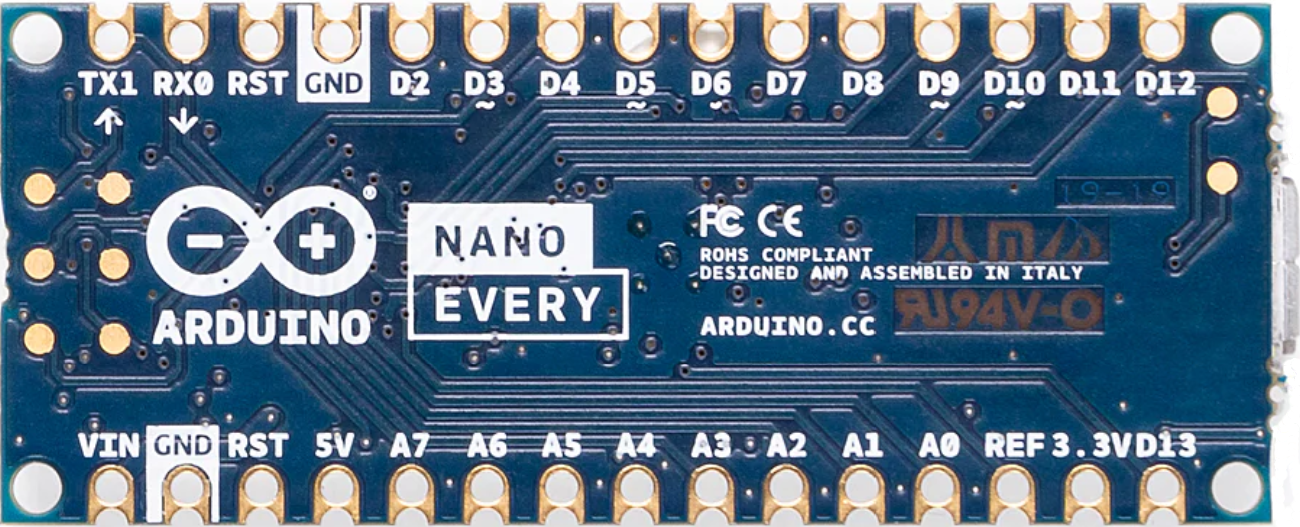 TX1 RX0 RST GND D2 D3 D4 D5 D6 D7 D8 D9 D10 D11 D12
~ ~ ~ ~ ~
↑ ↓
®
19-19
NANO
EVERY
ARDUINO
FC CE
ROHS COMPLIANT
DESIGNED AND ASSEMBLED IN ITALY
94V-0
ARDUINO.CC
VIN GND RST 5V A7 A6 A5 A4 A3 A2 A1 A0 REF 3.3V D13